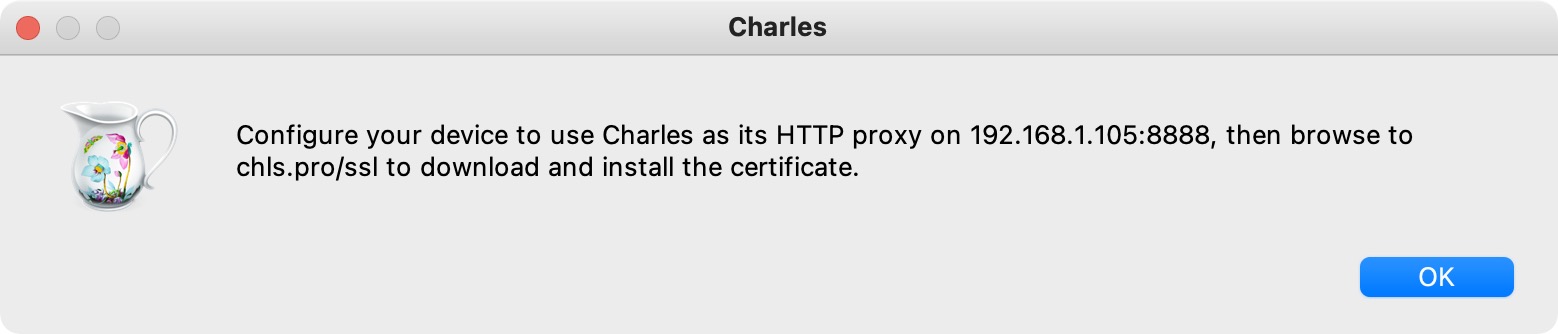 Charles
Configure your device to use Charles as its HTTP proxy on 192.168.1.105:8888, then browse to
chls.pro/ssl to download and install the certificate.
OK